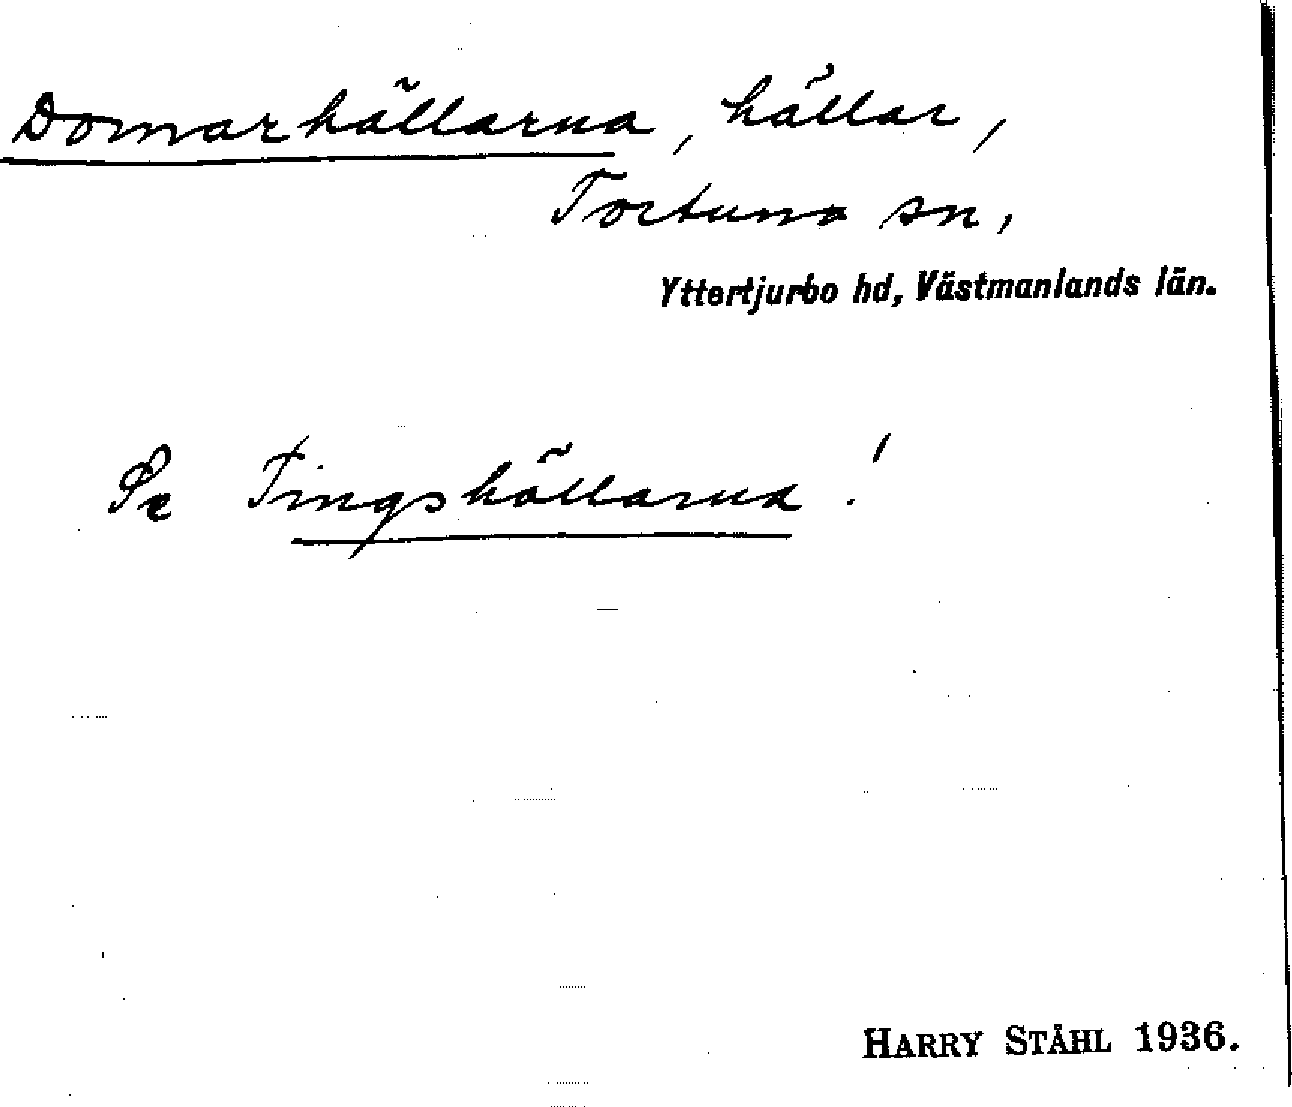 Domarhällarna, hällar,
Tortuna sn,
Yttertjurbo hd, Västmanlands län.
Se Tingshällarna!
HARRY STÅHL 1936.